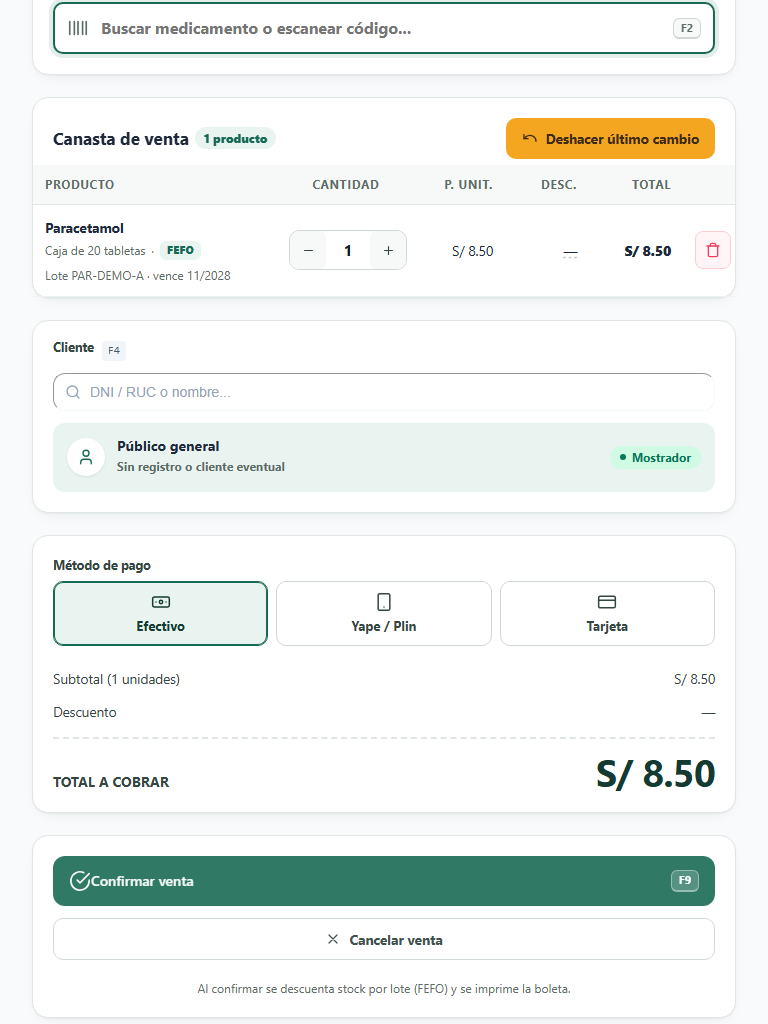 Buscar medicamento o escanear código... F2
Canasta de venta 1 producto Deshacer último cambio
PRODUCTO CANTIDAD P. UNIT. DESC. TOTAL
Paracetamol
Caja de 20 tabletas · FEFO
− 1 + S/ 8.50 — S/ 8.50
Lote PAR-DEMO-A · vence 11/2028
Cliente F4
DNI / RUC o nombre...
Público general
Sin registro o cliente eventual
Mostrador
Método de pago
Efectivo Yape / Plin Tarjeta
Subtotal (1 unidades) S/ 8.50
Descuento —
TOTAL A COBRAR S/ 8.50
Confirmar venta F9
Cancelar venta
Al confirmar se descuenta stock por lote (FEFO) y se imprime la boleta.